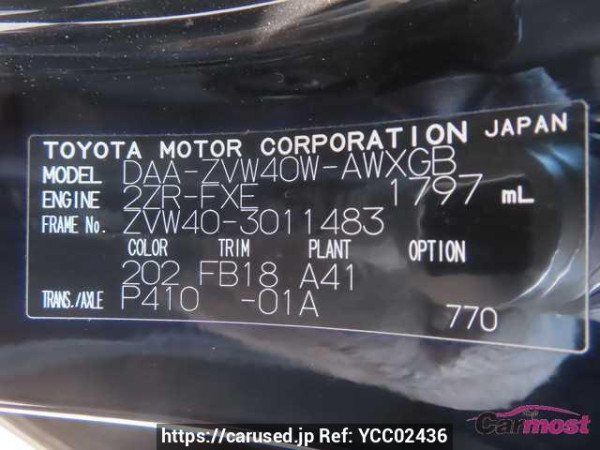 TOYOTA MOTOR CORPORATION JAPAN
MODEL DAA-ZVW40W-AWXGB
ENGINE 2ZR-FXE 1797 mL
FRAME No. ZVW40-3011483
COLOR TRIM PLANT OPTION
202 FB18 A41
TRANS./AXLE P410 -01A 770
Carmost
https://carused.jp Ref: YCC02436